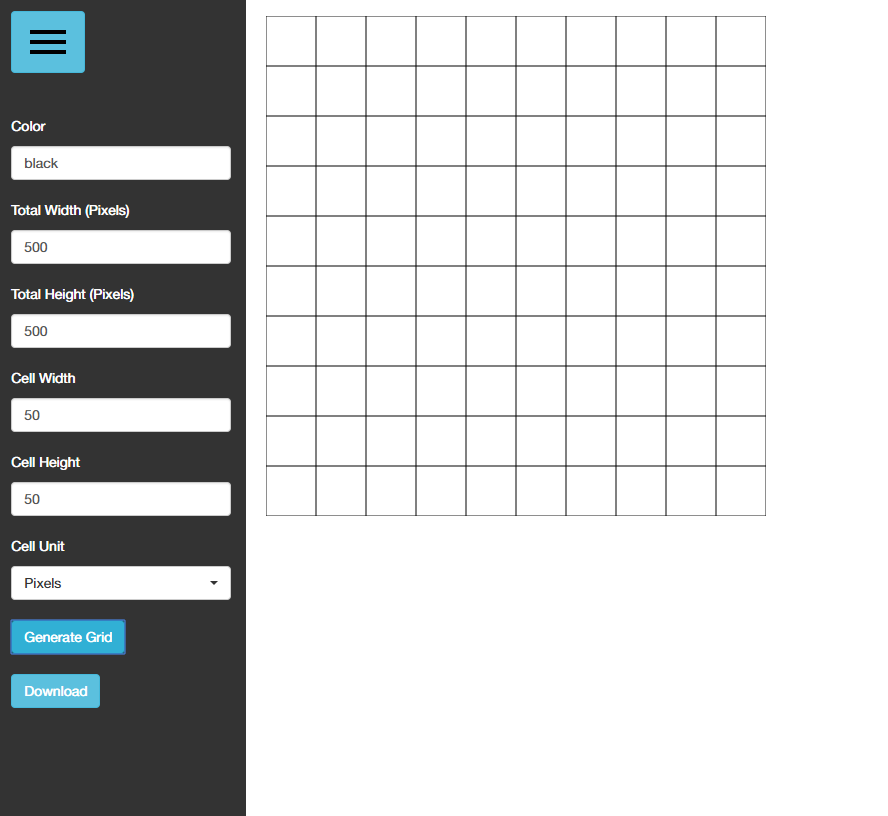 Color
black
Total Width (Pixels)
500
Total Height (Pixels)
500
Cell Width
50
Cell Height
50
Cell Unit
Pixels
Generate Grid
Download